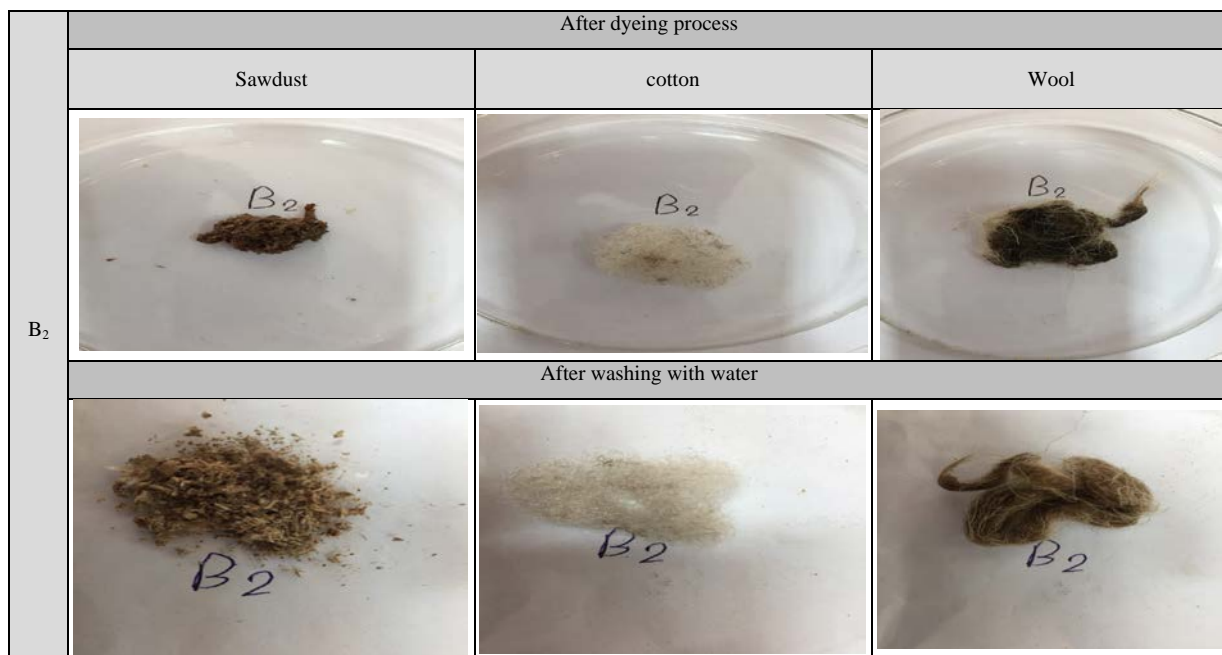 After dyeing process
Sawdust
cotton
Wool
B₂
B₂
B₂
B₂
After washing with water
B₂
B₂
B₂